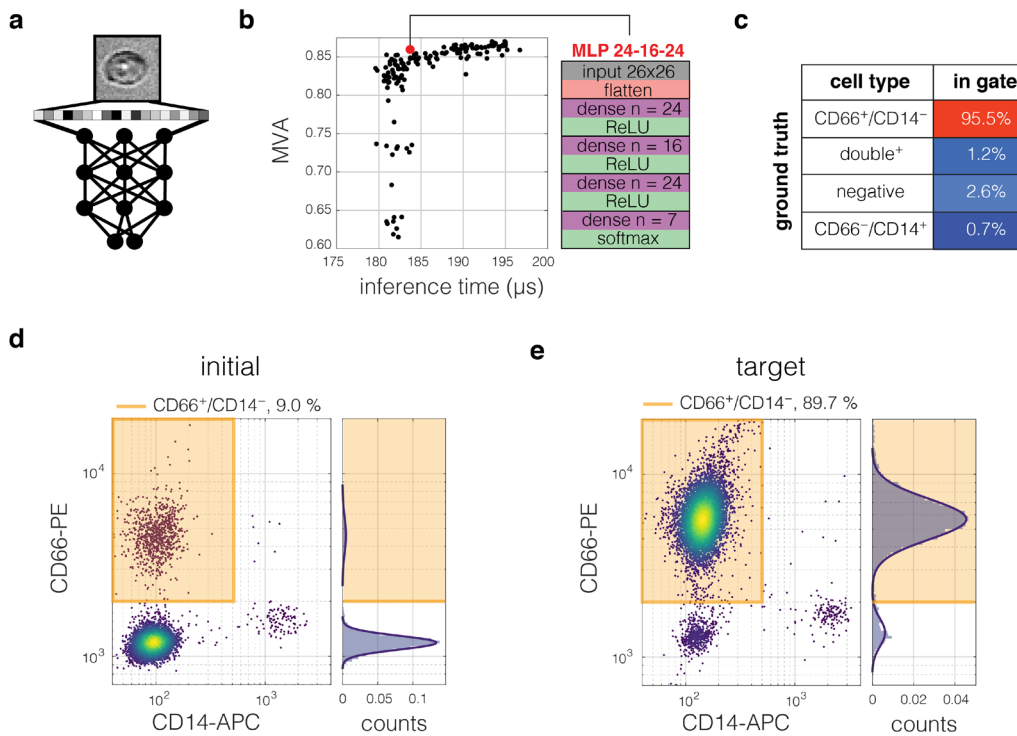 a
b
MVA
0.85
0.80
0.75
0.70
0.65
0.60
175
180
185
190
195
200
inference time (µs)
MLP 24-16-24
input 26x26
flatten
dense n = 24
ReLU
dense n = 16
ReLU
dense n = 24
ReLU
dense n = 7
softmax
c
ground truth
cell type in gate
CD66⁺/CD14⁻ 95.5%
double⁺ 1.2%
negative 2.6%
CD66⁻/CD14⁺ 0.7%
d
initial
CD66⁺/CD14⁻, 9.0 %
CD66-PE
10⁴
10³
10² 10³
CD14-APC
0 0.05 0.1
counts
e
target
CD66⁺/CD14⁻, 89.7 %
CD66-PE
10⁴
10³
10² 10³
CD14-APC
0 0.02 0.04
counts